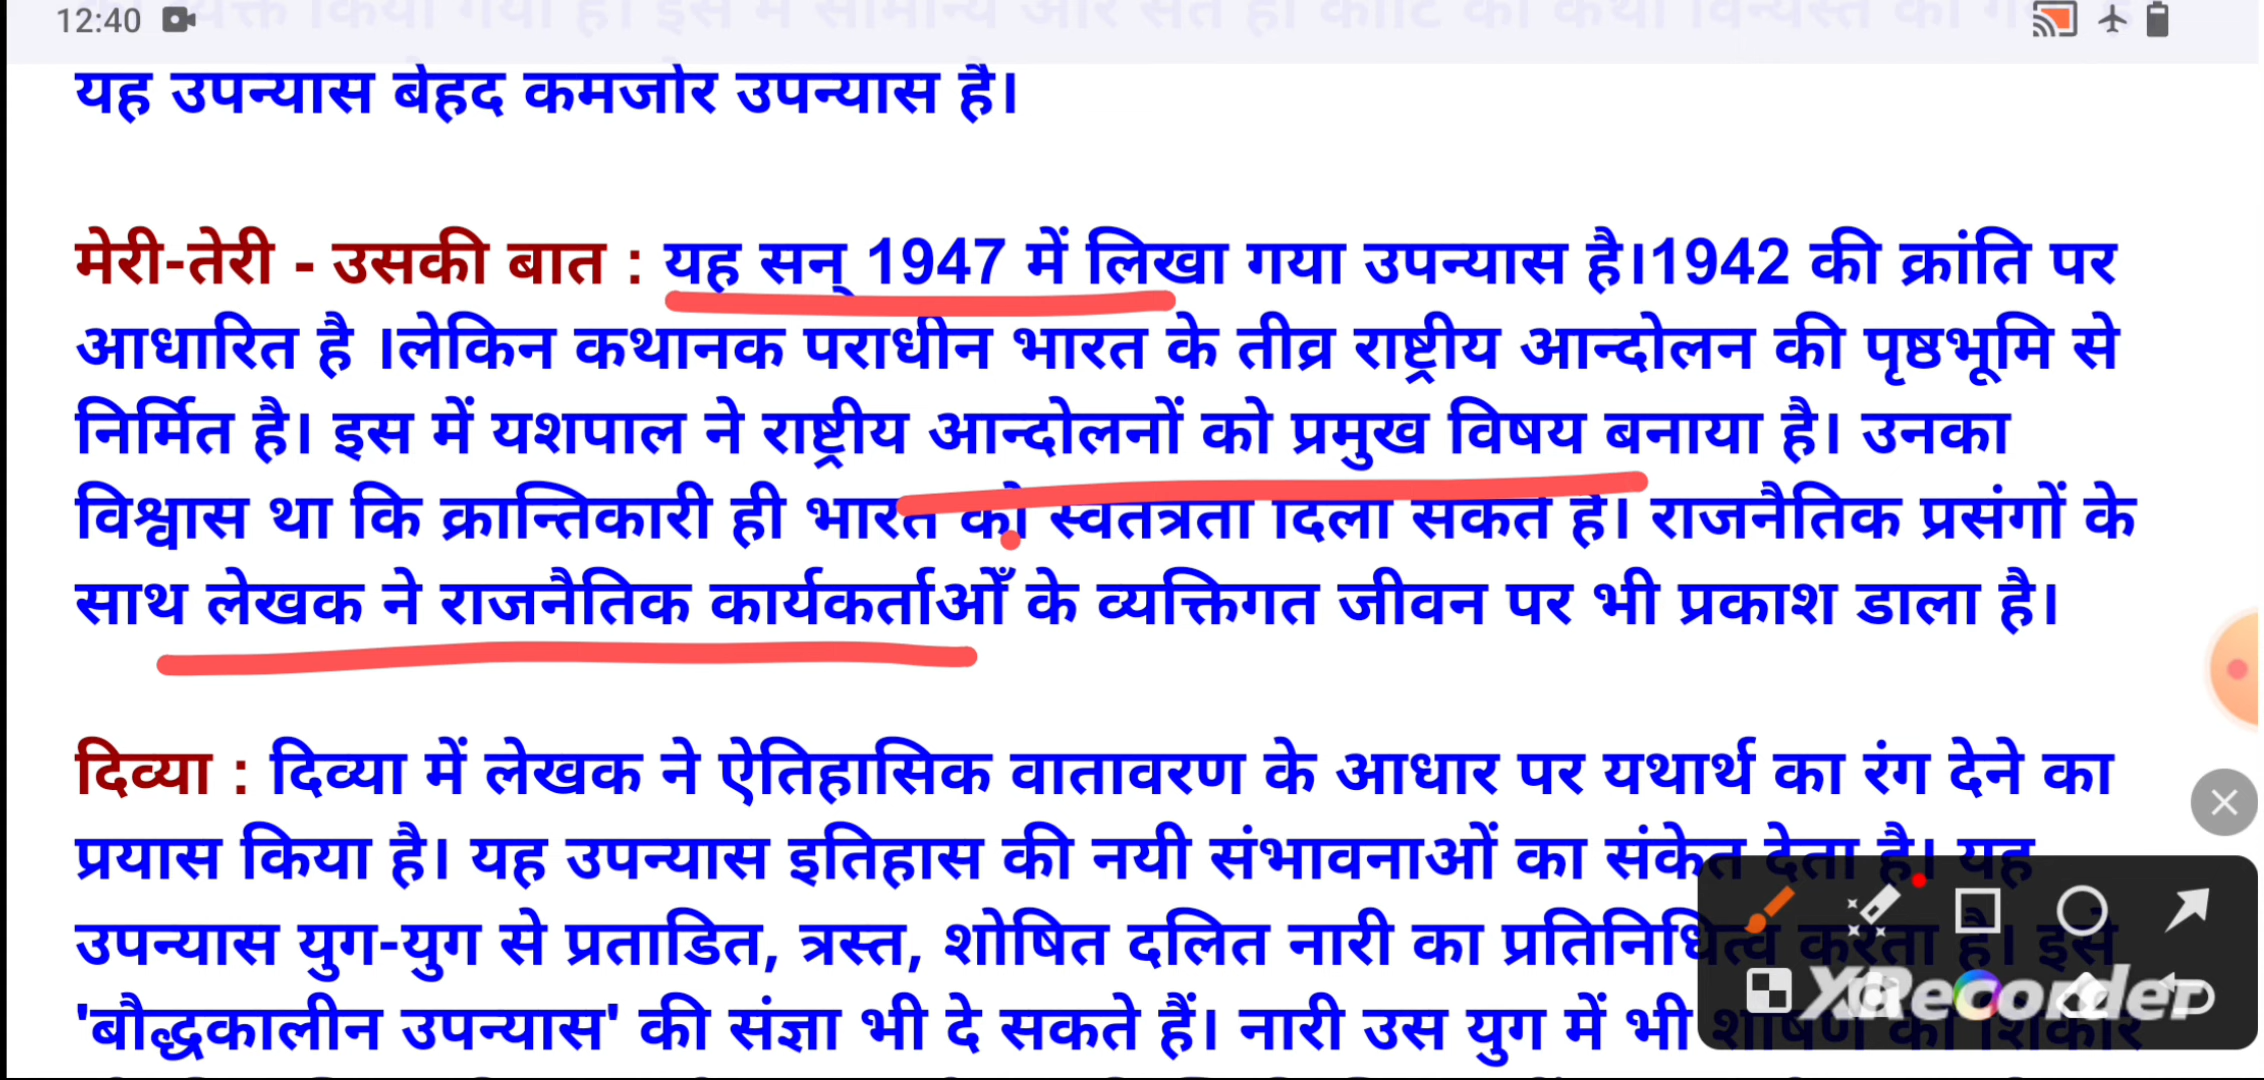 12:40
यह उपन्यास बेहद कमजोर उपन्यास है।
मेरी-तेरी - उसकी बात : यह सन् 1947 में लिखा गया उपन्यास है।1942 की क्रांति पर
आधारित है ।लेकिन कथानक पराधीन भारत के तीव्र राष्ट्रीय आन्दोलन की पृष्ठभूमि से
निर्मित है। इस में यशपाल ने राष्ट्रीय आन्दोलनों को प्रमुख विषय बनाया है। उनका
विश्वास था कि क्रान्तिकारी ही भारत को स्वतंत्रता दिला सकते हैं। राजनैतिक प्रसंगों के
साथ लेखक ने राजनैतिक कार्यकर्ताओँ के व्यक्तिगत जीवन पर भी प्रकाश डाला है।
दिव्या : दिव्या में लेखक ने ऐतिहासिक वातावरण के आधार पर यथार्थ का रंग देने का
प्रयास किया है। यह उपन्यास इतिहास की नयी संभावनाओं का संकेत देता है। यह
उपन्यास युग-युग से प्रताडित, त्रस्त, शोषित दलित नारी का प्रतिनिधित्व करता है। इसे
'बौद्धकालीन उपन्यास' की संज्ञा भी दे सकते हैं। नारी उस युग में भी शोषण का शिकार
XRecorder